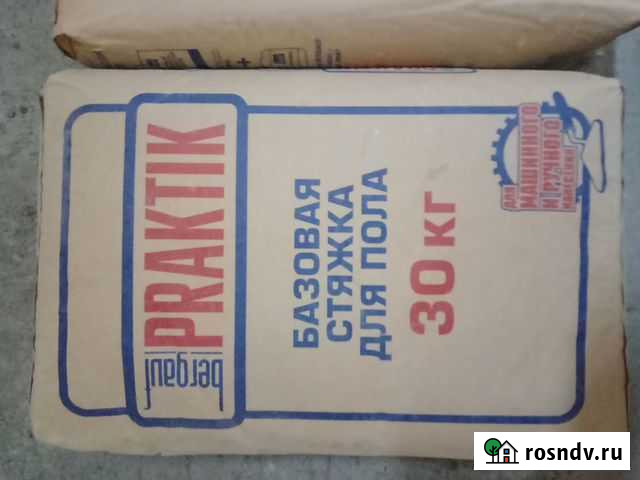 bergauf
PRAKTIK
БАЗОВАЯ
СТЯЖКА
ДЛЯ ПОЛА
30 КГ
ДЛЯ
МАШИННОГО
И РУЧНОГО
НАНЕСЕНИЯ
rosndv.ru